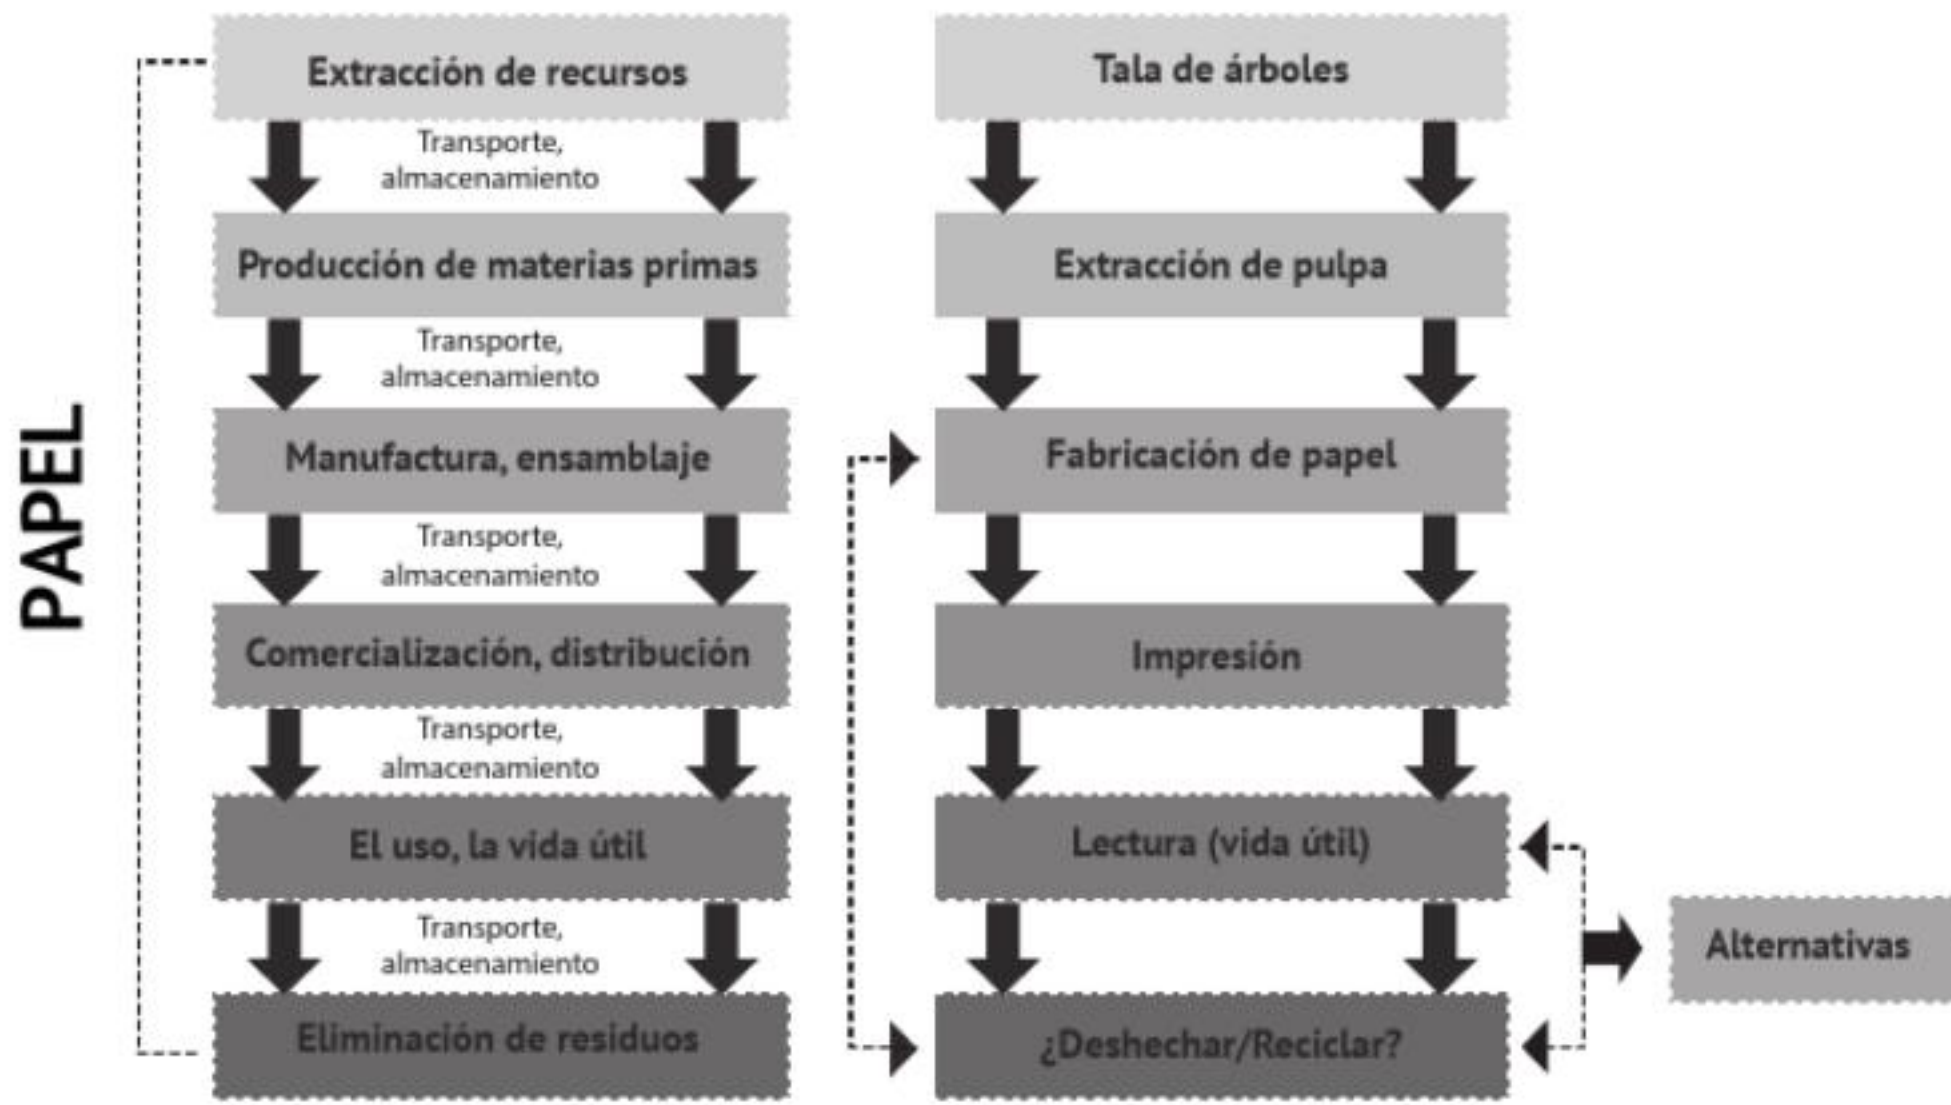 PAPEL
Extracción de recursos
Transporte,
almacenamiento
Producción de materias primas
Transporte,
almacenamiento
Manufactura, ensamblaje
Transporte,
almacenamiento
Comercialización, distribución
Transporte,
almacenamiento
El uso, la vida útil
Transporte,
almacenamiento
Eliminación de residuos
Tala de árboles
Extracción de pulpa
Fabricación de papel
Impresión
Lectura (vida útil)
¿Deshechar/Reciclar?
Alternativas